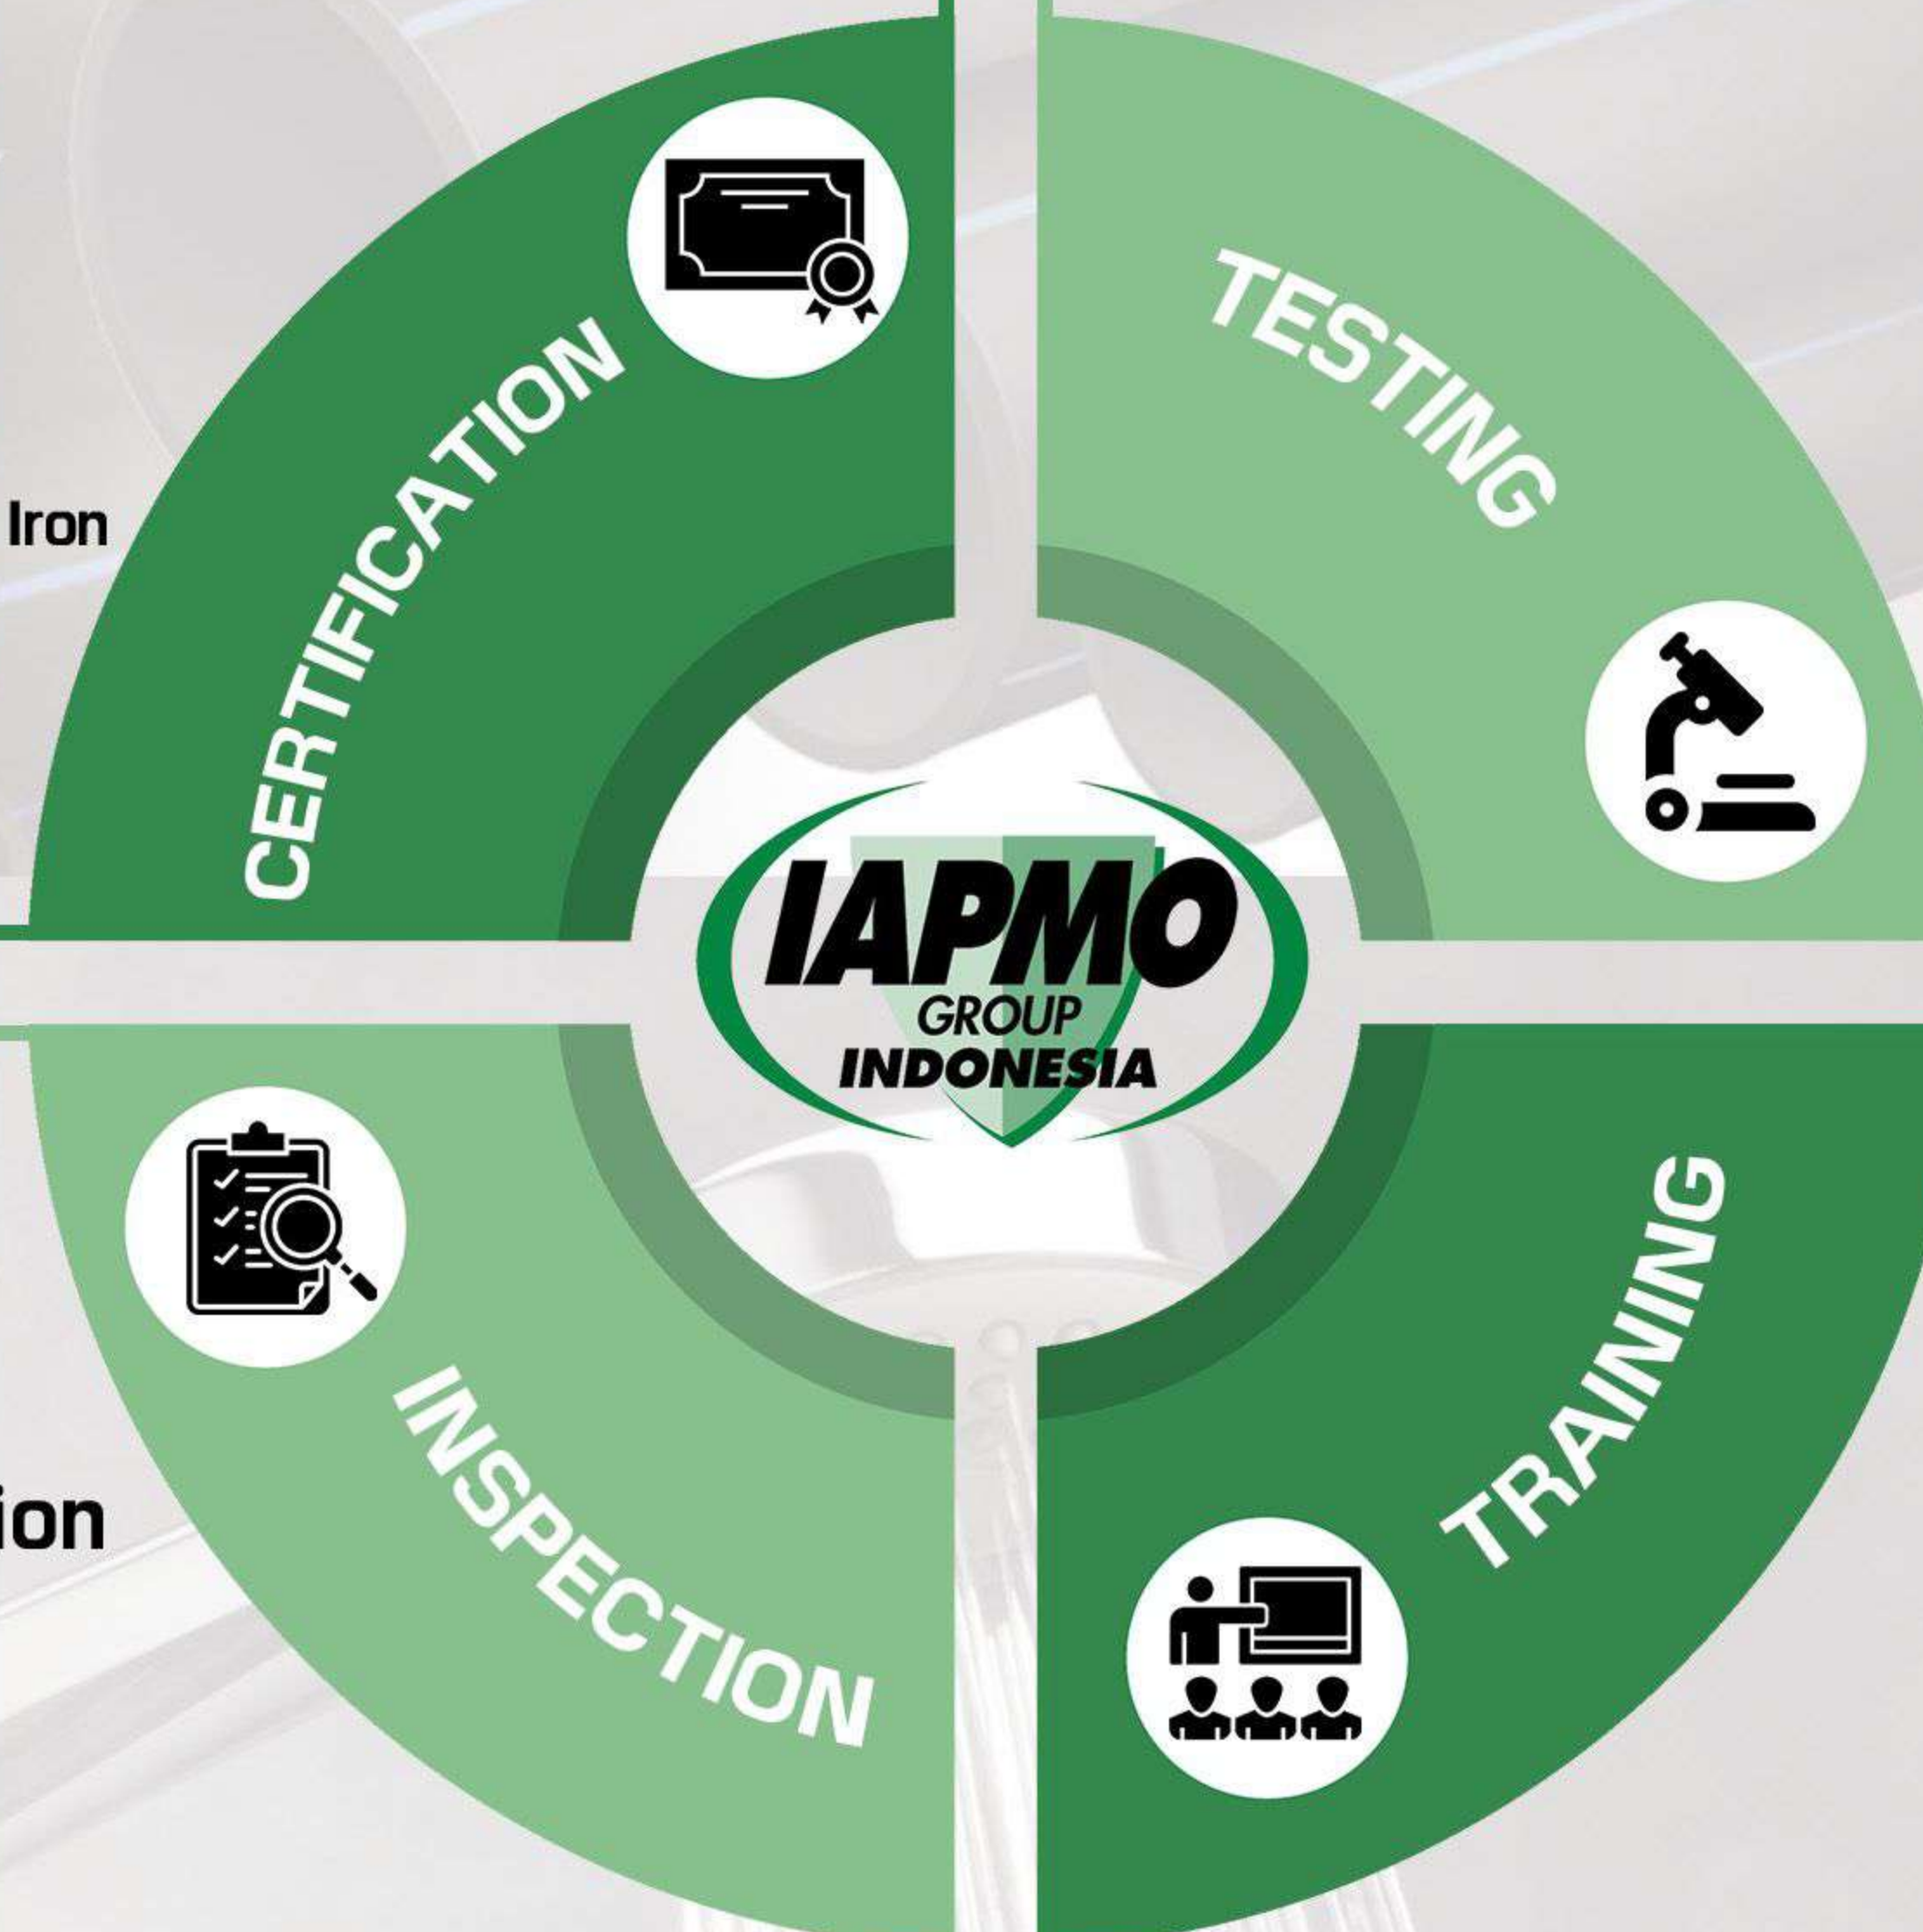 CERTIFICATION
TESTING
Iron
IAPMO
GROUP
INDONESIA
INSPECTION
TRAINING
ion